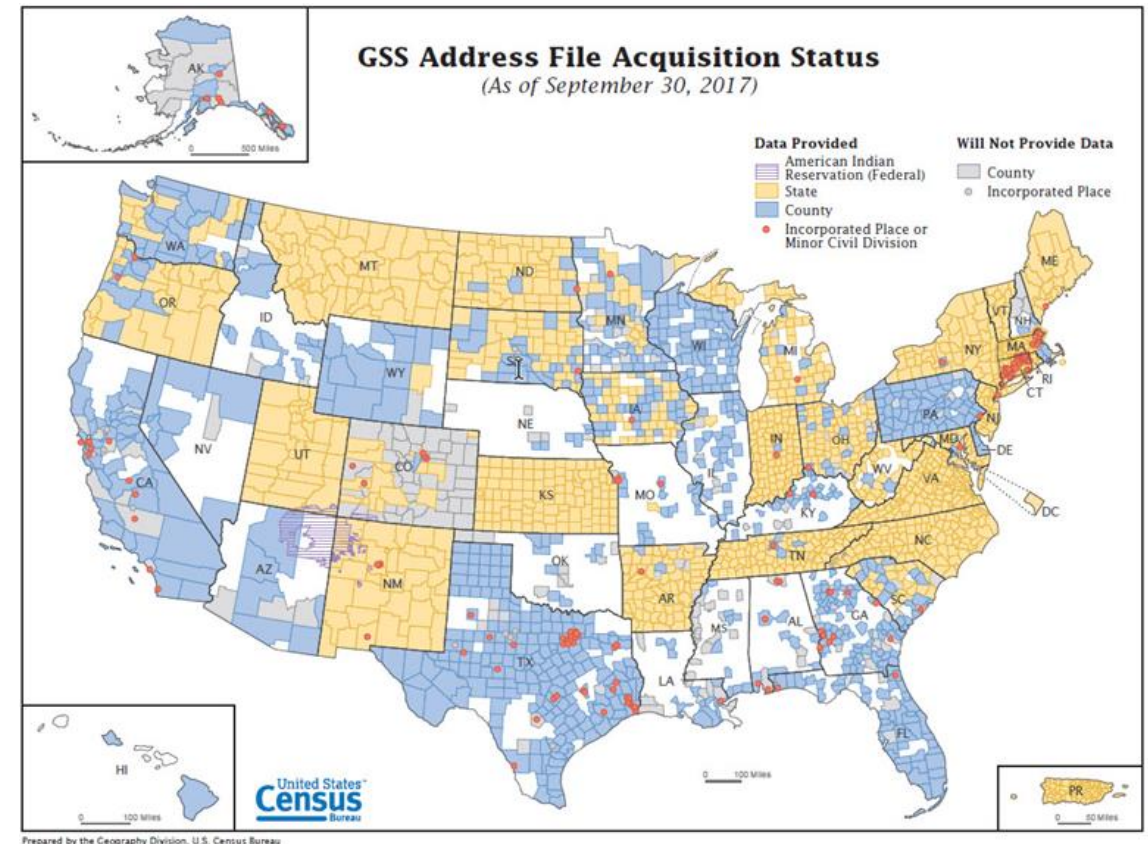 GSS Address File Acquisition Status
(As of September 30, 2017)
Data Provided
American Indian
Reservation (Federal)
State
County
Incorporated Place or
Minor Civil Division
Will Not Provide Data
County
Incorporated Place
AK
0 500 Miles
WA
MT
ND
MN
ME
OR
ID
SD
WI
MI
VT
NH
NY
MA
RI
CT
WY
IA
PA
NJ
NE
NV
UT
CO
IL
IN
OH
MD
DE
WV
VA
DC
CA
KS
MO
KY
AZ
NM
OK
AR
TN
NC
SC
TX
LA
MS
AL
GA
FL
HI
0 100 Miles
United States™
Census
Bureau
0 100 Miles
PR
0 50 Miles
Prepared by the Geography Division, U.S. Census Bureau